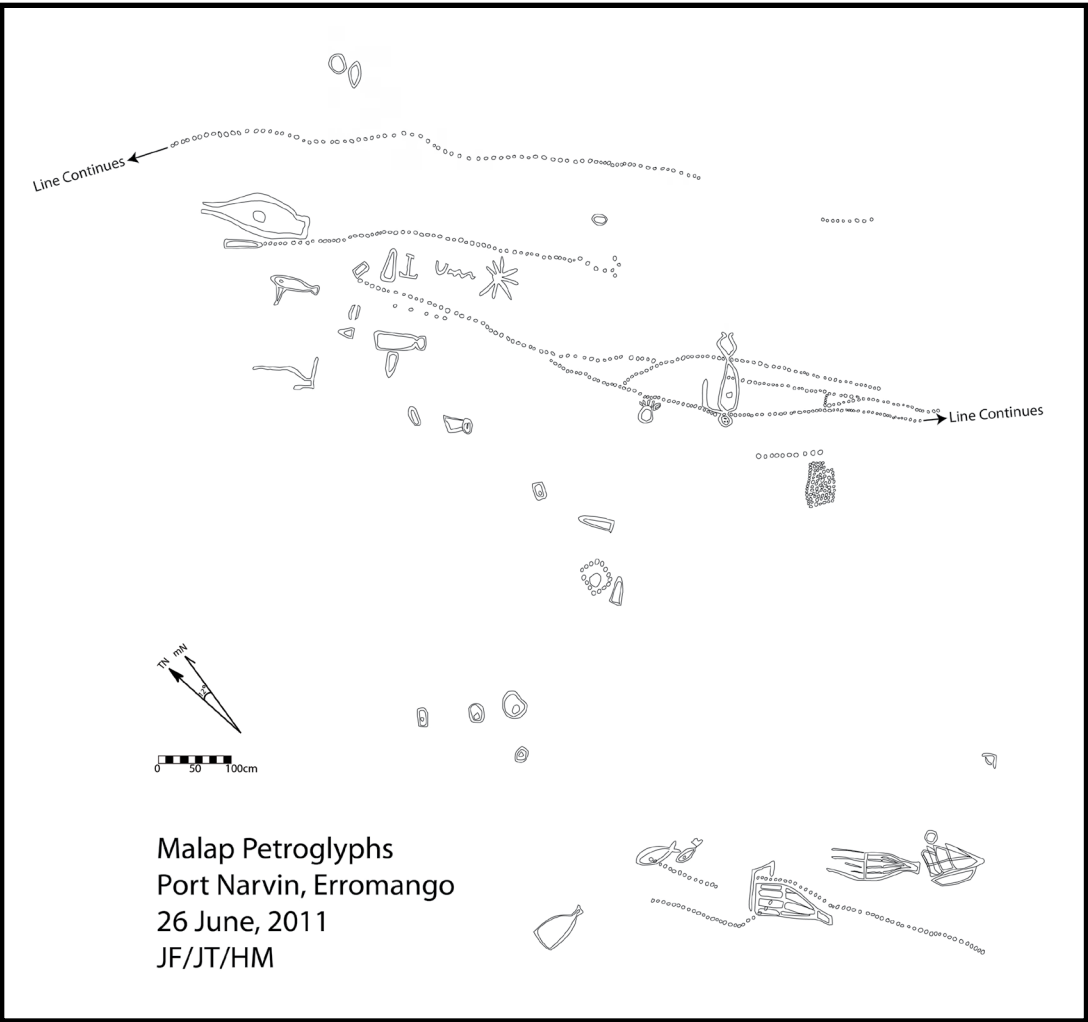 Line Continues
Line Continues
TN mN
0 50 100cm
Malap Petroglyphs
Port Narvin, Erromango
26 June, 2011
JF/JT/HM